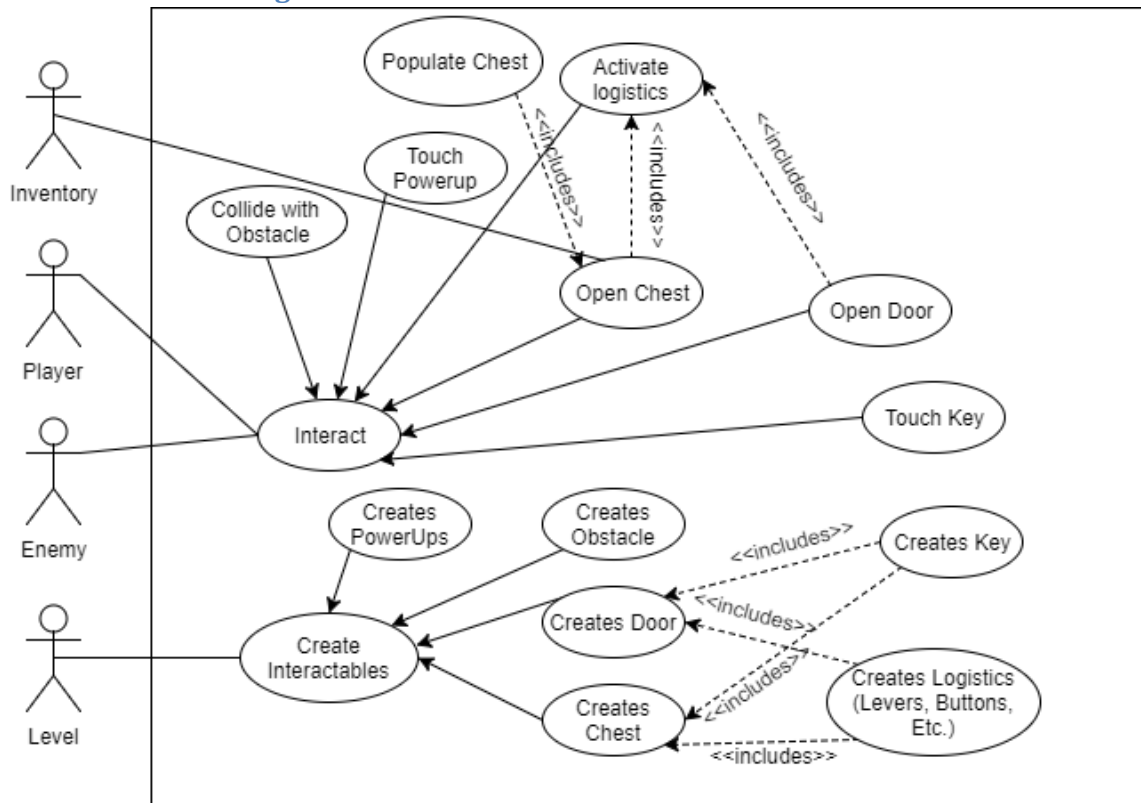 Populate Chest
Activate
logistics
<<includes>>
<<includes>>
<<includes>>
Inventory
Touch
Powerup
Collide with
Obstacle
Open Chest
Open Door
Player
Interact
Touch Key
Enemy
Creates
PowerUps
Creates
Obstacle
<<includes>>
Creates Key
<<includes>>
Creates Door
Create
Interactables
<<includes>>
Creates Logistics
(Levers, Buttons,
Etc.)
Creates
Chest
Level
<<includes>>